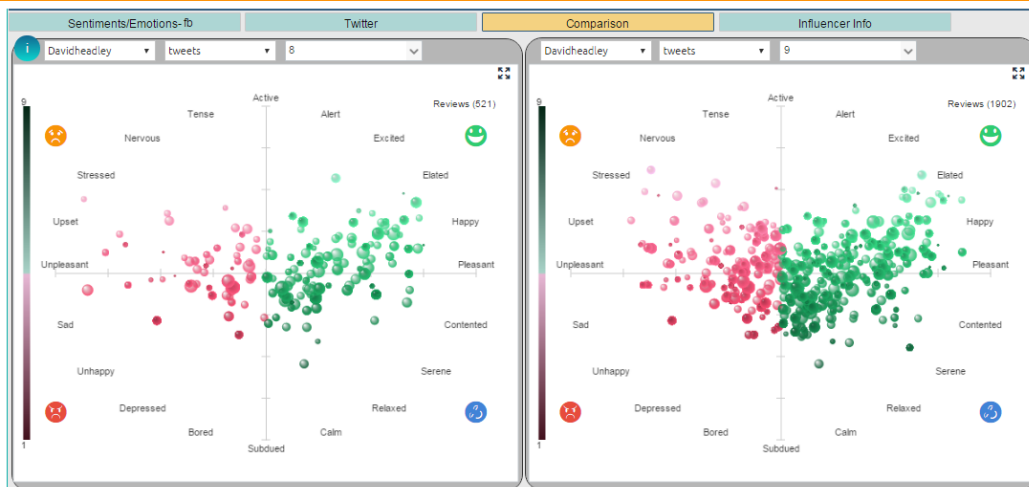 Sentiments/Emotions-fb Twitter Comparison Influencer Info
i Davidheadley tweets 8
Reviews (521)
9
Active
Tense Alert
Nervous Excited
Stressed Elated
Upset Happy
Unpleasant Pleasant
Sad Contented
Unhappy Serene
Depressed Relaxed
Bored Calm
Subdued
1
Davidheadley tweets 9
Reviews (1902)
9
Active
Tense Alert
Nervous Excited
Stressed Elated
Upset Happy
Unpleasant Pleasant
Sad Contented
Unhappy Serene
Depressed Relaxed
Bored Calm
Subdued
1